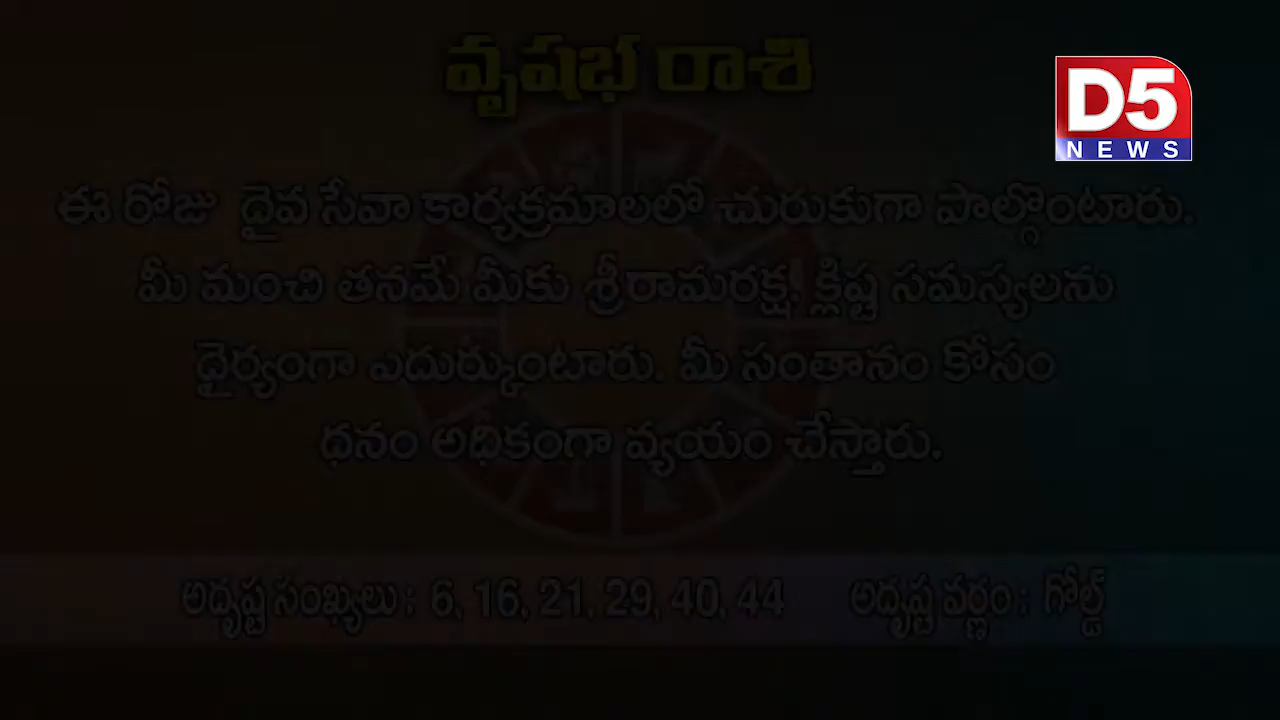 వృషభ రాశి
D5
NEWS
ఈ రోజు దైవ సేవా కార్యక్రమాలలో చురుకుగా పాల్గొంటారు.
మీ మంచి తనమే మీకు శ్రీరామరక్ష. క్లిష్ట సమస్యలను
ధైర్యంగా ఎదుర్కుంటారు. మీ సంతానం కోసం
ధనం అధికంగా వ్యయం చేస్తారు.
అదృష్ట సంఖ్యలు : 6, 16, 21, 29, 40, 44 అదృష్ట వర్ణం : గోల్డ్